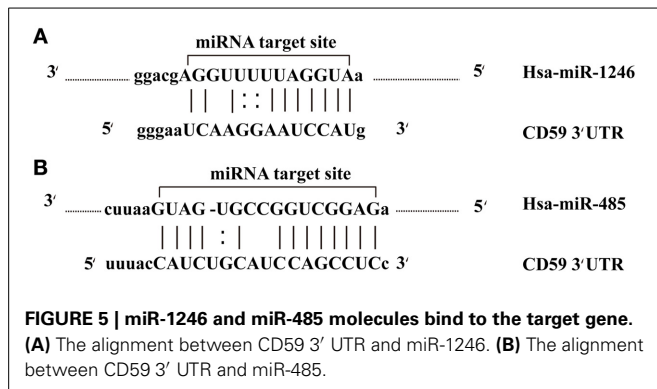 A
miRNA target site
3′ ggacgAGGUUUUUAGGUAa 5′ Hsa-miR-1246
|| |::|||||||
5′ gggaaUCAAGGAAUCCAUg 3′ CD59 3′UTR
B
miRNA target site
3′ cuuaaGUAG -UGCCGGUCGGAGa 5′ Hsa-miR-485
|||| :| ||||||||
5′ uuuacCAUCUGCAUCCAGCCUCc 3′ CD59 3′UTR
FIGURE 5 | miR-1246 and miR-485 molecules bind to the target gene.
(A) The alignment between CD59 3′ UTR and miR-1246. (B) The alignment
between CD59 3′ UTR and miR-485.